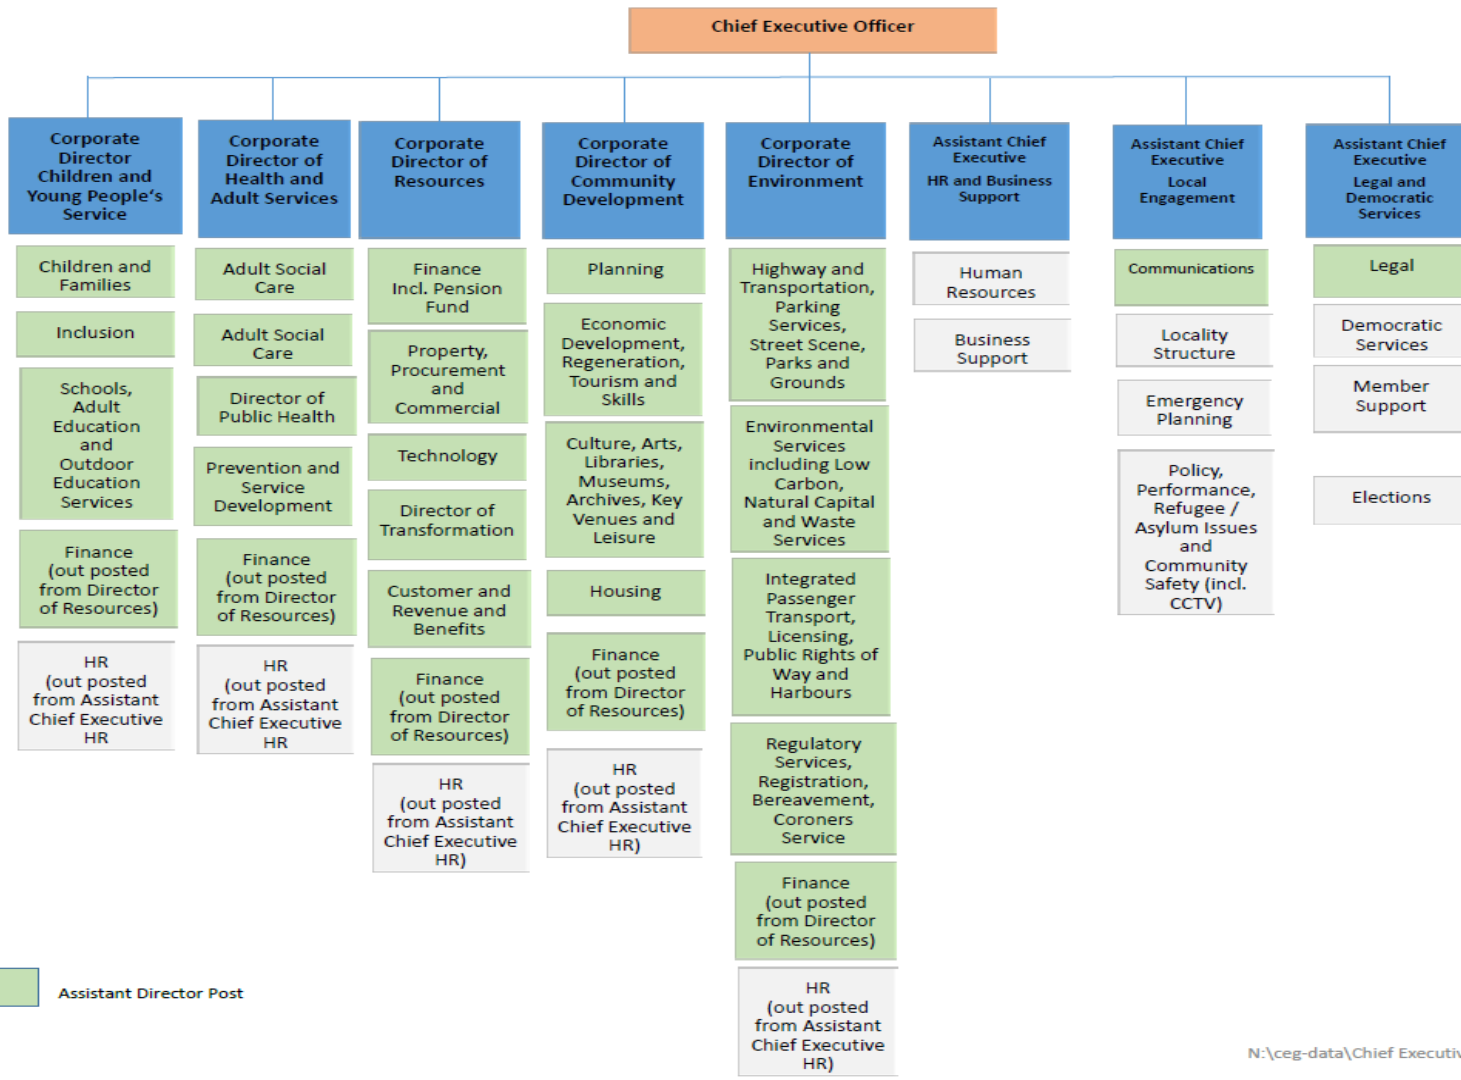 Chief Executive Officer
Corporate
Director
Children and
Young People's
Service
Children and
Families
Inclusion
Schools,
Adult
Education
and
Outdoor
Education
Services
Finance
(out posted
from Director
of Resources)
HR
(out posted
from Assistant
Chief Executive
HR
Corporate
Director of
Health and
Adult Services
Adult Social
Care
Adult Social
Care
Director of
Public Health
Prevention and
Service
Development
Finance
(out posted
from Director
of Resources)
HR
(out posted
from Assistant
Chief Executive
HR
Corporate
Director of
Resources
Finance
Incl. Pension
Fund
Property,
Procurement
and
Commercial
Technology
Director of
Transformation
Customer and
Revenue and
Benefits
Finance
(out posted
from Director
of Resources)
HR
(out posted
from Assistant
Chief Executive
HR)
Corporate
Director of
Community
Development
Planning
Economic
Development,
Regeneration,
Tourism and
Skills
Culture, Arts,
Libraries,
Museums,
Archives, Key
Venues and
Leisure
Housing
Finance
(out posted
from Director
of Resources)
HR
(out posted
from Assistant
Chief Executive
HR)
Corporate
Director of
Environment
Highway and
Transportation,
Parking
Services,
Street Scene,
Parks and
Grounds
Environmental
Services
including Low
Carbon,
Natural Capital
and Waste
Services
Integrated
Passenger
Transport,
Licensing,
Public Rights of
Way and
Harbours
Regulatory
Services,
Registration,
Bereavement,
Coroners
Service
Finance
(out posted
from Director
of Resources)
HR
(out posted
from Assistant
Chief Executive
HR)
Assistant Chief
Executive
HR and Business
Support
Human
Resources
Business
Support
Assistant Chief
Executive
Local
Engagement
Communications
Locality
Structure
Emergency
Planning
Policy,
Performance,
Refugee /
Asylum Issues
and
Community
Safety (incl.
CCTV)
Assistant Chief
Executive
Legal and
Democratic
Services
Legal
Democratic
Services
Member
Support
Elections
Assistant Director Post
N:\ceg-data\Chief Executiv